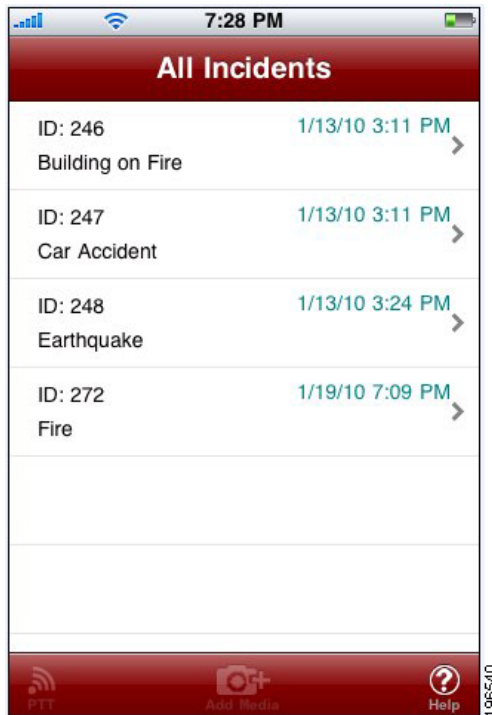 7:28 PM
All Incidents
ID: 246 1/13/10 3:11 PM
Building on Fire
ID: 247 1/13/10 3:11 PM
Car Accident
ID: 248 1/13/10 3:24 PM
Earthquake
ID: 272 1/19/10 7:09 PM
Fire
PTT Add Media Help
196540